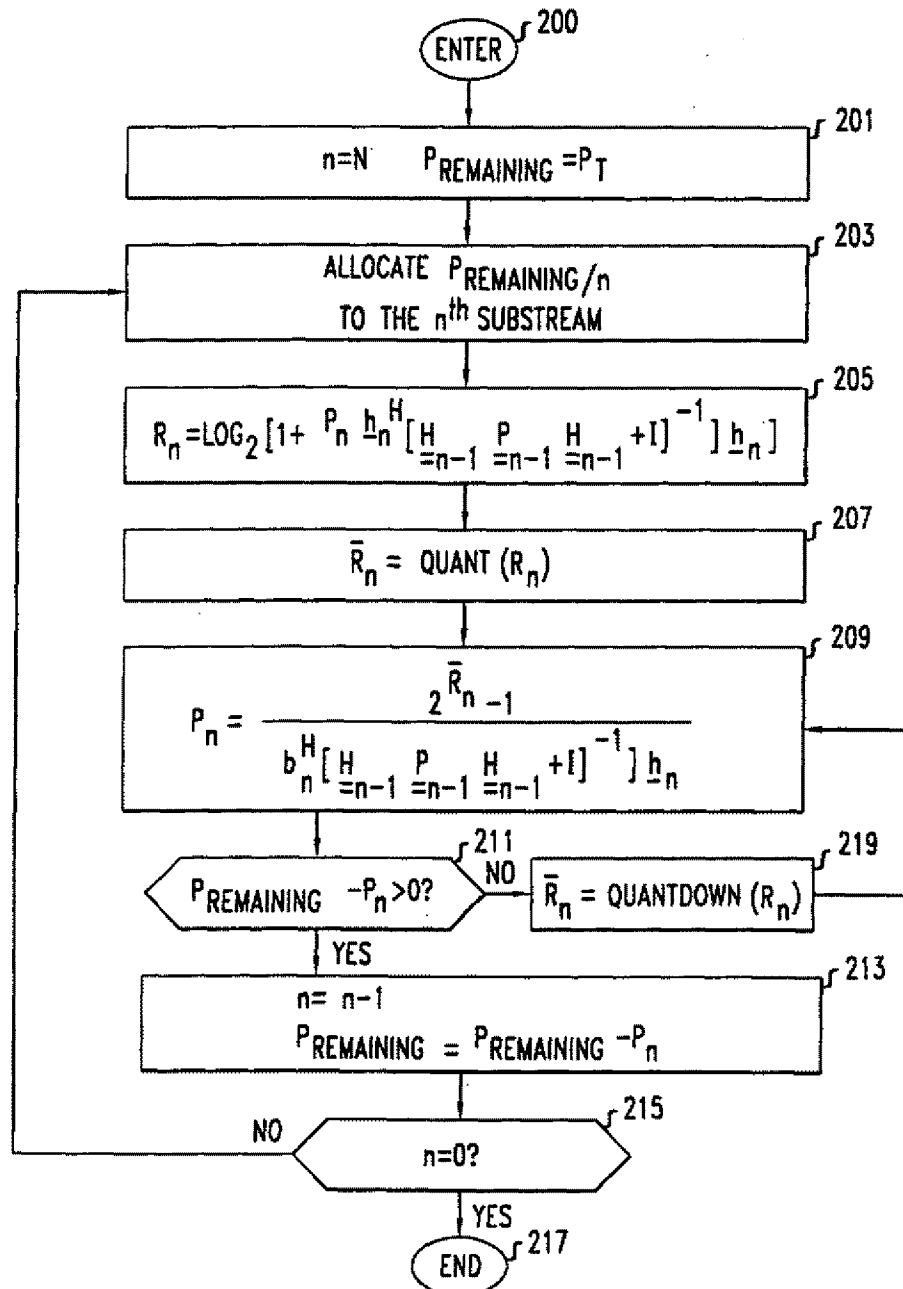 ENTER 200
201
n=N P_REMAINING =P_T
203
ALLOCATE P_REMAINING/n
TO THE n^th SUBSTREAM
205
R_n=LOG_2[1+ P_n h_n^H[H_n-1 P_n-1 H_n-1 +I]^-1] h_n]
207
R̄_n = QUANT (R_n)
209
P_n = 2^R̄_n -1
b_n^H[H_n-1 P_n-1 H_n-1 +I]^-1] h_n
211
P_REMAINING -P_n>0?
NO
219
R̄_n = QUANTDOWN (R_n)
YES
213
n= n-1
P_REMAINING = P_REMAINING -P_n
215
NO
n=0?
YES
END 217